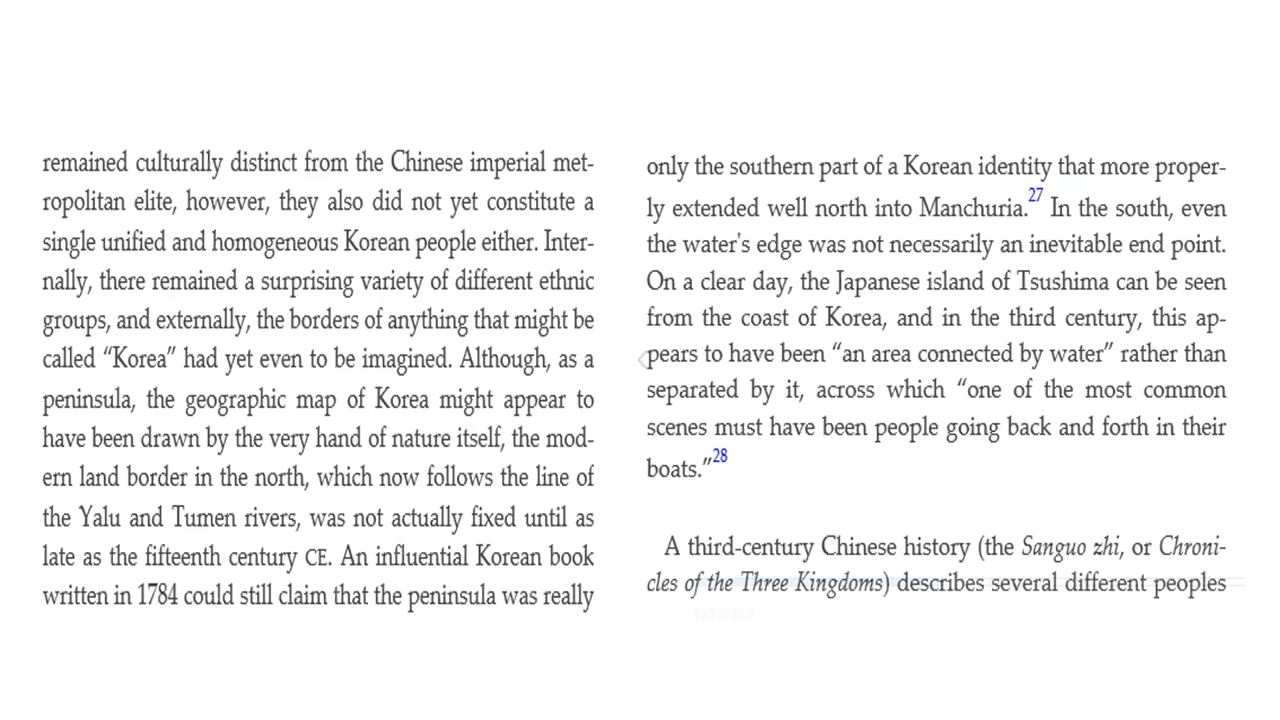 remained culturally distinct from the Chinese imperial met-
ropolitan elite, however, they also did not yet constitute a
single unified and homogeneous Korean people either. Inter-
nally, there remained a surprising variety of different ethnic
groups, and externally, the borders of anything that might be
called “Korea” had yet even to be imagined. Although, as a
peninsula, the geographic map of Korea might appear to
have been drawn by the very hand of nature itself, the mod-
ern land border in the north, which now follows the line of
the Yalu and Tumen rivers, was not actually fixed until as
late as the fifteenth century CE. An influential Korean book
written in 1784 could still claim that the peninsula was really
only the southern part of a Korean identity that more proper-
ly extended well north into Manchuria.27 In the south, even
the water's edge was not necessarily an inevitable end point.
On a clear day, the Japanese island of Tsushima can be seen
from the coast of Korea, and in the third century, this ap-
pears to have been “an area connected by water” rather than
separated by it, across which “one of the most common
scenes must have been people going back and forth in their
boats.”28
A third-century Chinese history (the Sanguo zhi, or Chroni-
cles of the Three Kingdoms) describes several different peoples